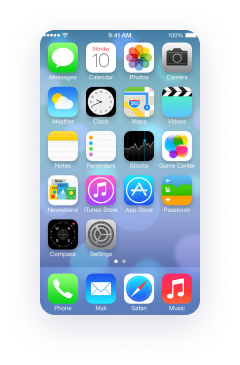 9:41 AM 100%
Monday
10
Messages Calendar Photos Camera
Weather Clock Maps Videos
Notes Reminders Stocks Game Center
Newsstand iTunes Store App Store Passbook
Compass Settings
Phone Mail Safari Music